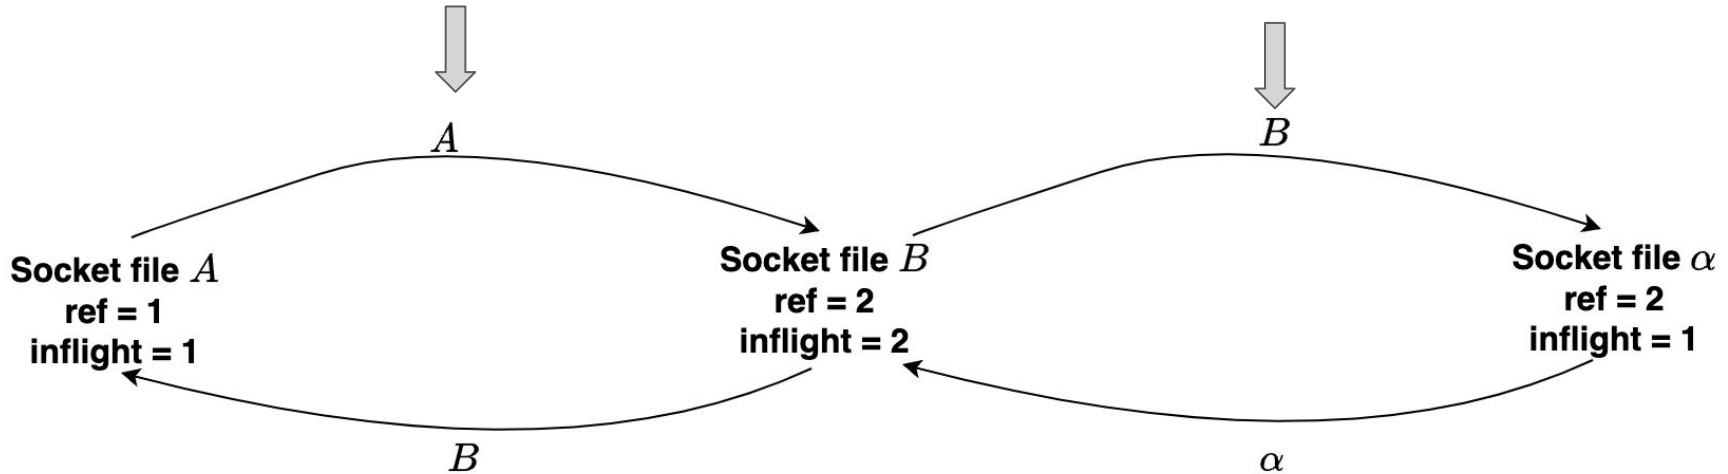 A
B
Socket file A
ref = 1
inflight = 1
Socket file B
ref = 2
inflight = 2
Socket file α
ref = 2
inflight = 1
B
α